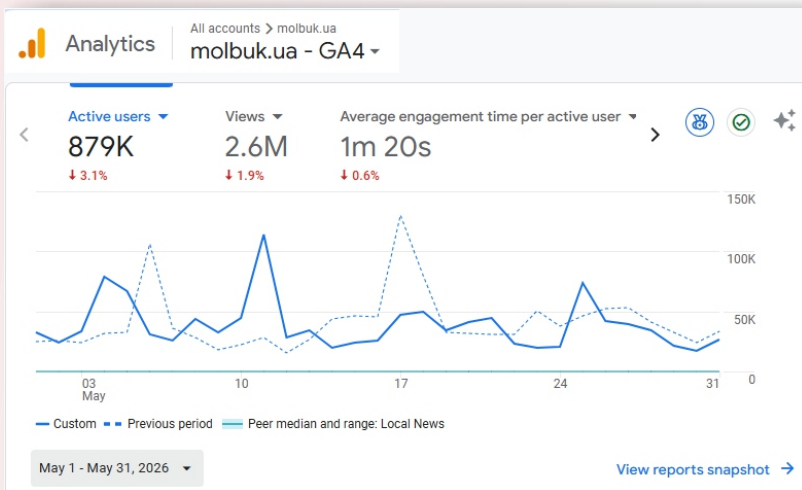 Analytics
All accounts > molbuk.ua
molbuk.ua - GA4
Active users
879K
↓ 3.1%
Views
2.6M
↓ 1.9%
Average engagement time per active user
1m 20s
↓ 0.6%
150K
100K
50K
0
03
May
10
17
24
31
Custom
Previous period
Peer median and range: Local News
May 1 - May 31, 2026
View reports snapshot →